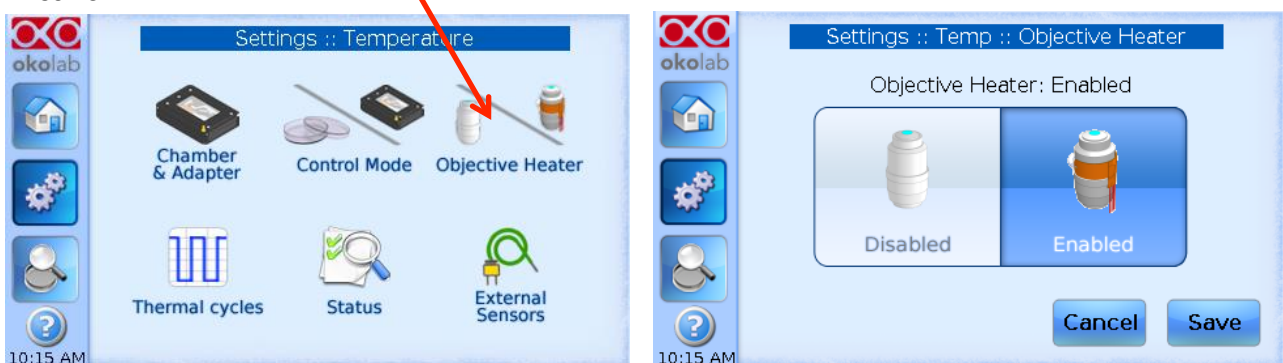 Settings :: Temperature
okolab
Chamber
& Adapter
Control Mode
Objective Heater
Thermal cycles
Status
External
Sensors
10:15 AM
Settings :: Temp :: Objective Heater
okolab
Objective Heater: Enabled
Disabled
Enabled
Cancel
Save
10:15 AM